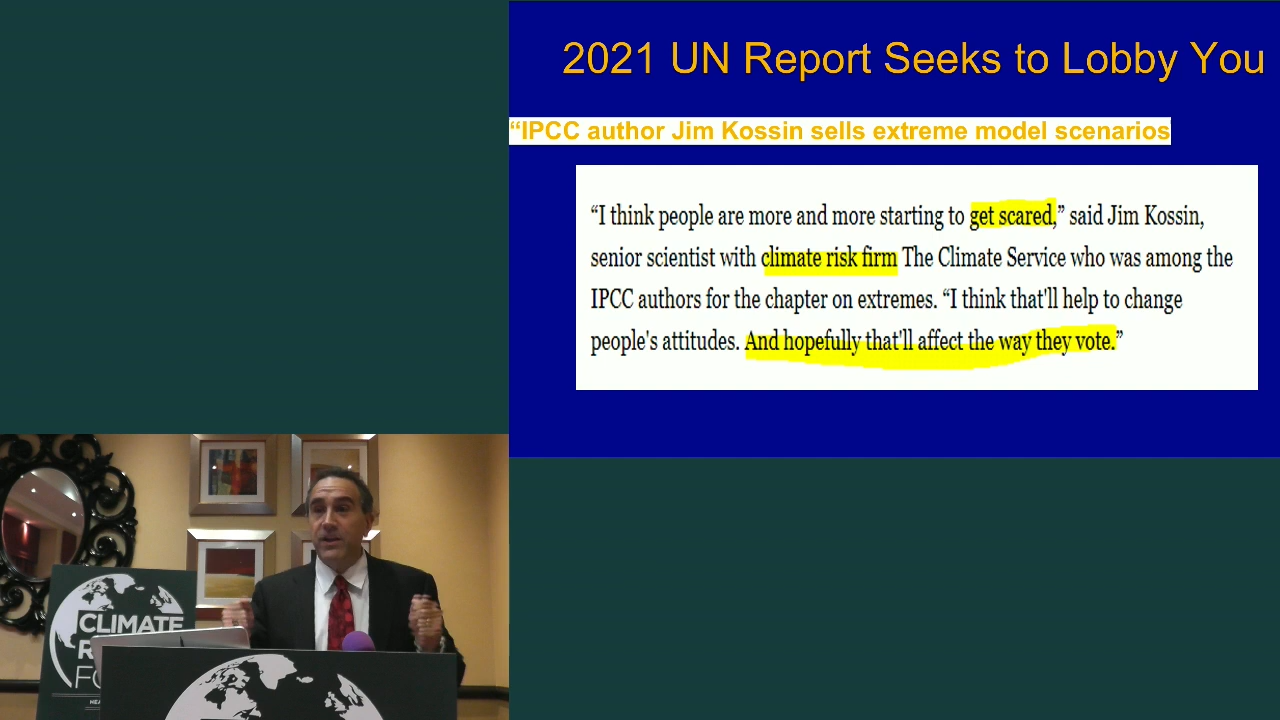 2021 UN Report Seeks to Lobby You
“IPCC author Jim Kossin sells extreme model scenarios
“I think people are more and more starting to get scared,” said Jim Kossin,
senior scientist with climate risk firm The Climate Service who was among the
IPCC authors for the chapter on extremes. “I think that'll help to change
people's attitudes. And hopefully that'll affect the way they vote.”
CLIMATE
R
FO
HEA